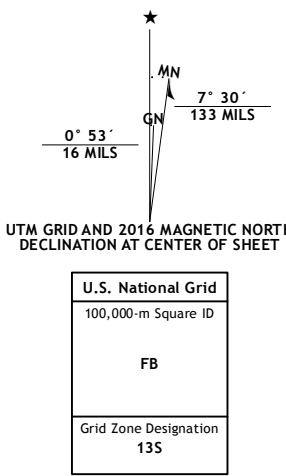 ★
MN
GN
7° 30´
133 MILS
0° 53´
16 MILS
UTM GRID AND 2016 MAGNETIC NORTH
DECLINATION AT CENTER OF SHEET
U.S. National Grid
100,000-m Square ID
FB
Grid Zone Designation
13S